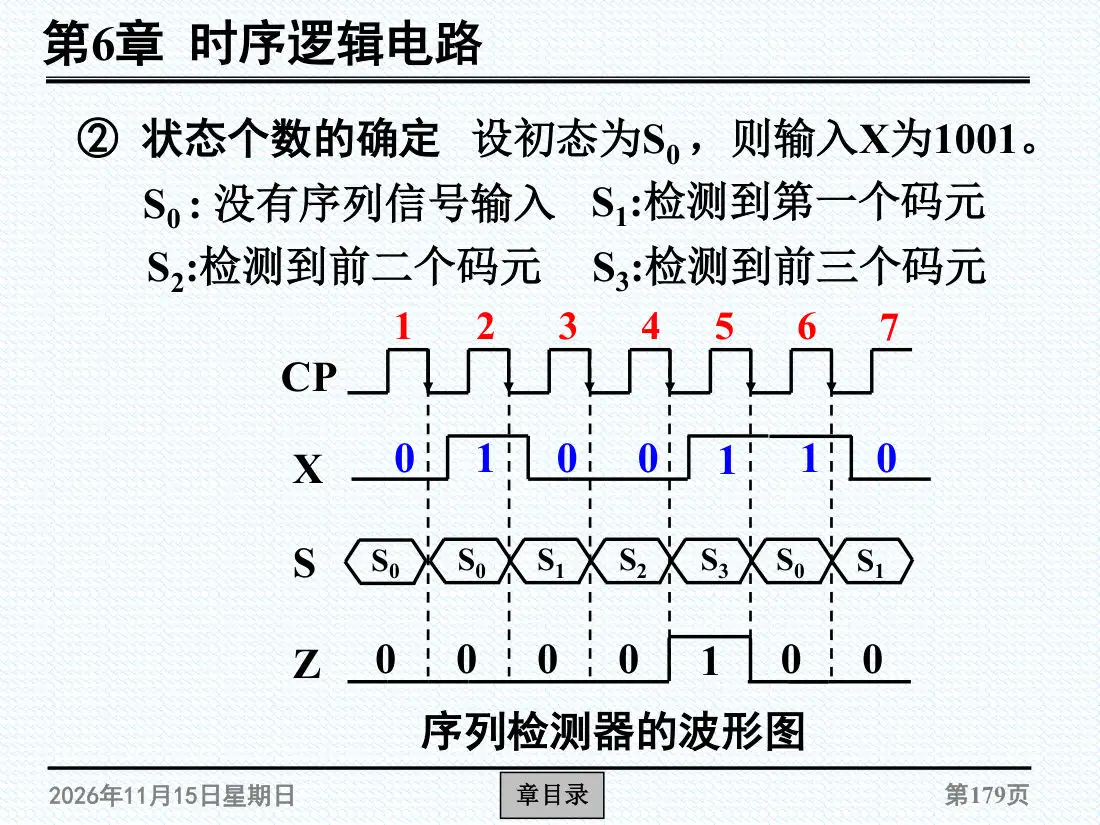 第6章 时序逻辑电路
② 状态个数的确定 设初态为S0，则输入X为1001。
S0：没有序列信号输入 S1:检测到第一个码元
S2:检测到前二个码元 S3:检测到前三个码元
1 2 3 4 5 6 7
CP
X 0 1 0 0 1 1 0
S S0 S0 S1 S2 S3 S0 S1
Z 0 0 0 0 1 0 0
序列检测器的波形图
2026年11月15日星期日 章目录 第179页